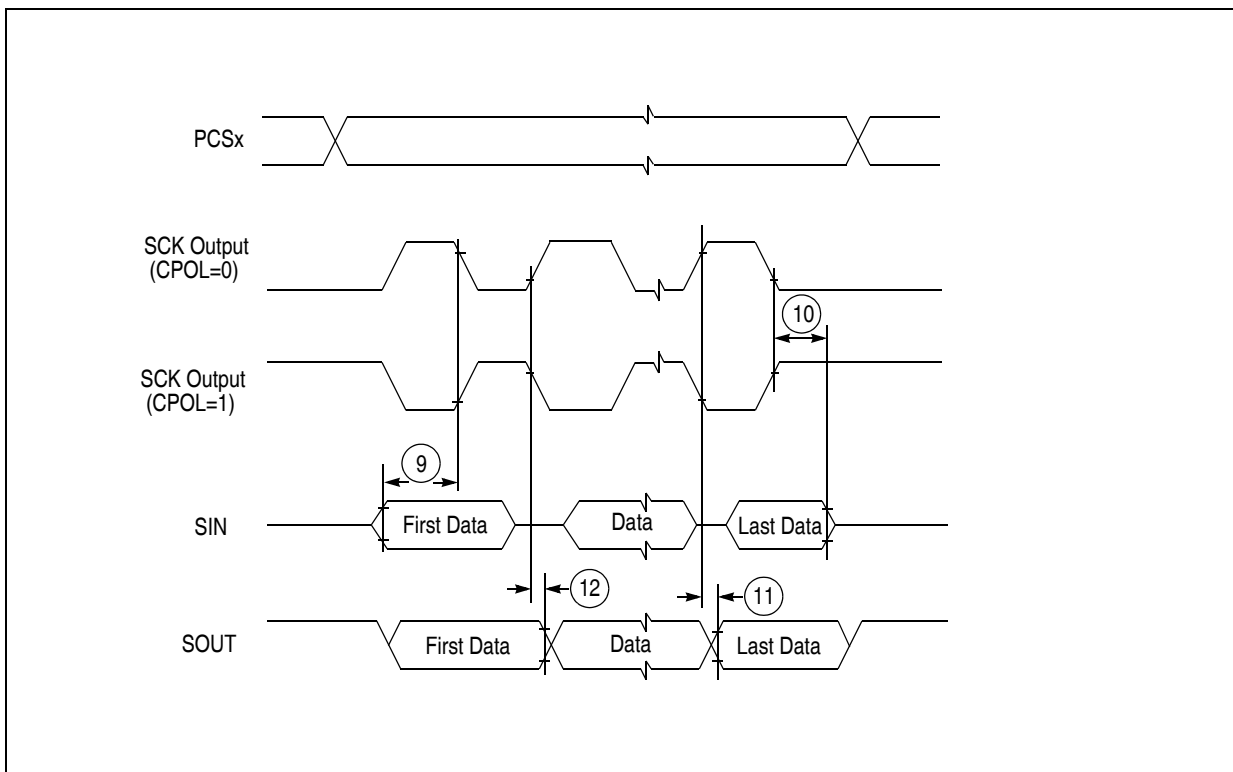 PCSx
SCK Output
(CPOL=0)
10
SCK Output
(CPOL=1)
9
SIN
First Data
Data
Last Data
12
11
SOUT
First Data
Data
Last Data